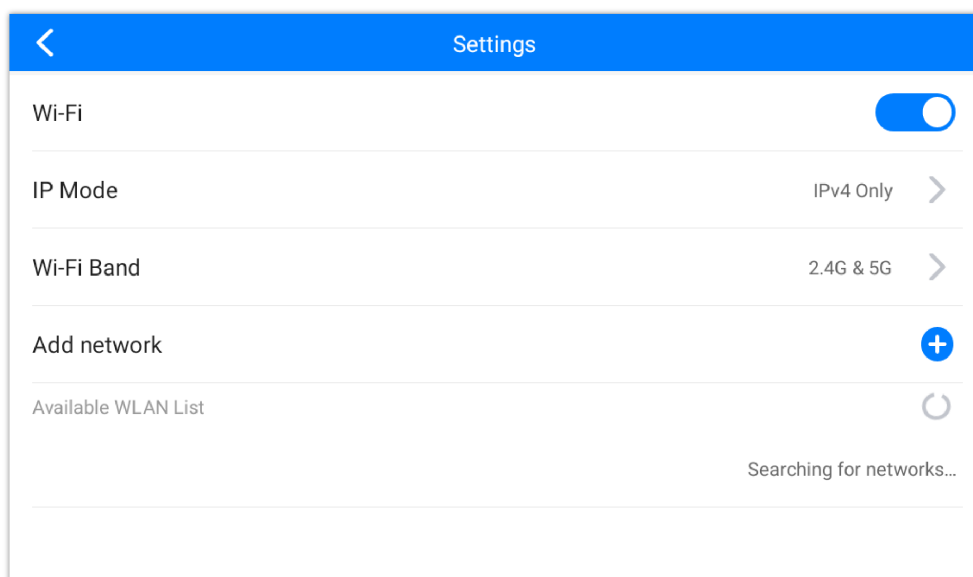 Settings
Wi-Fi
IP Mode IPv4 Only
Wi-Fi Band 2.4G & 5G
Add network
Available WLAN List
Searching for networks...